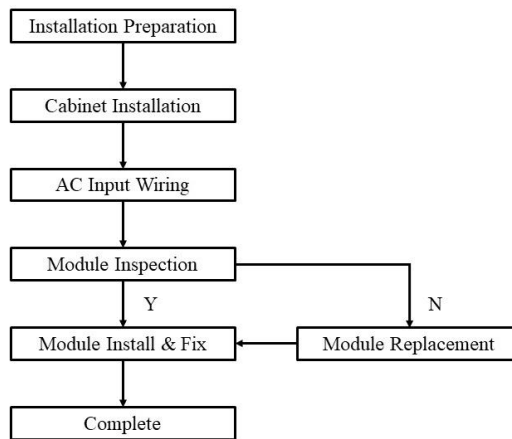 Installation Preparation
Cabinet Installation
AC Input Wiring
Module Inspection
Y
N
Module Install & Fix
Module Replacement
Complete